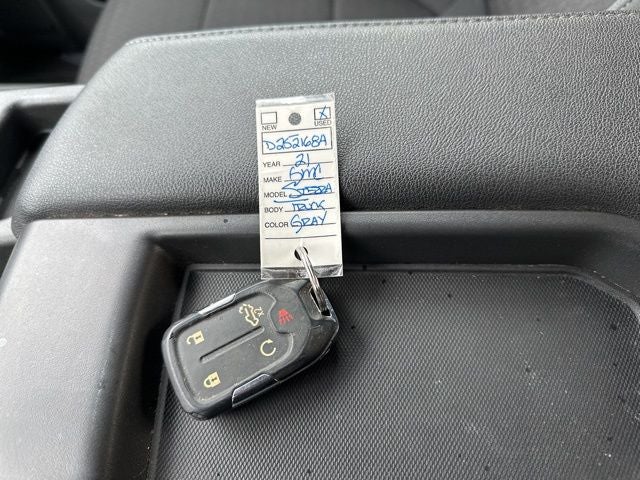 NEW X USED
D252168A
YEAR 21
MAKE GMC
MODEL SIERRA
BODY TRUCK
COLOR GRAY